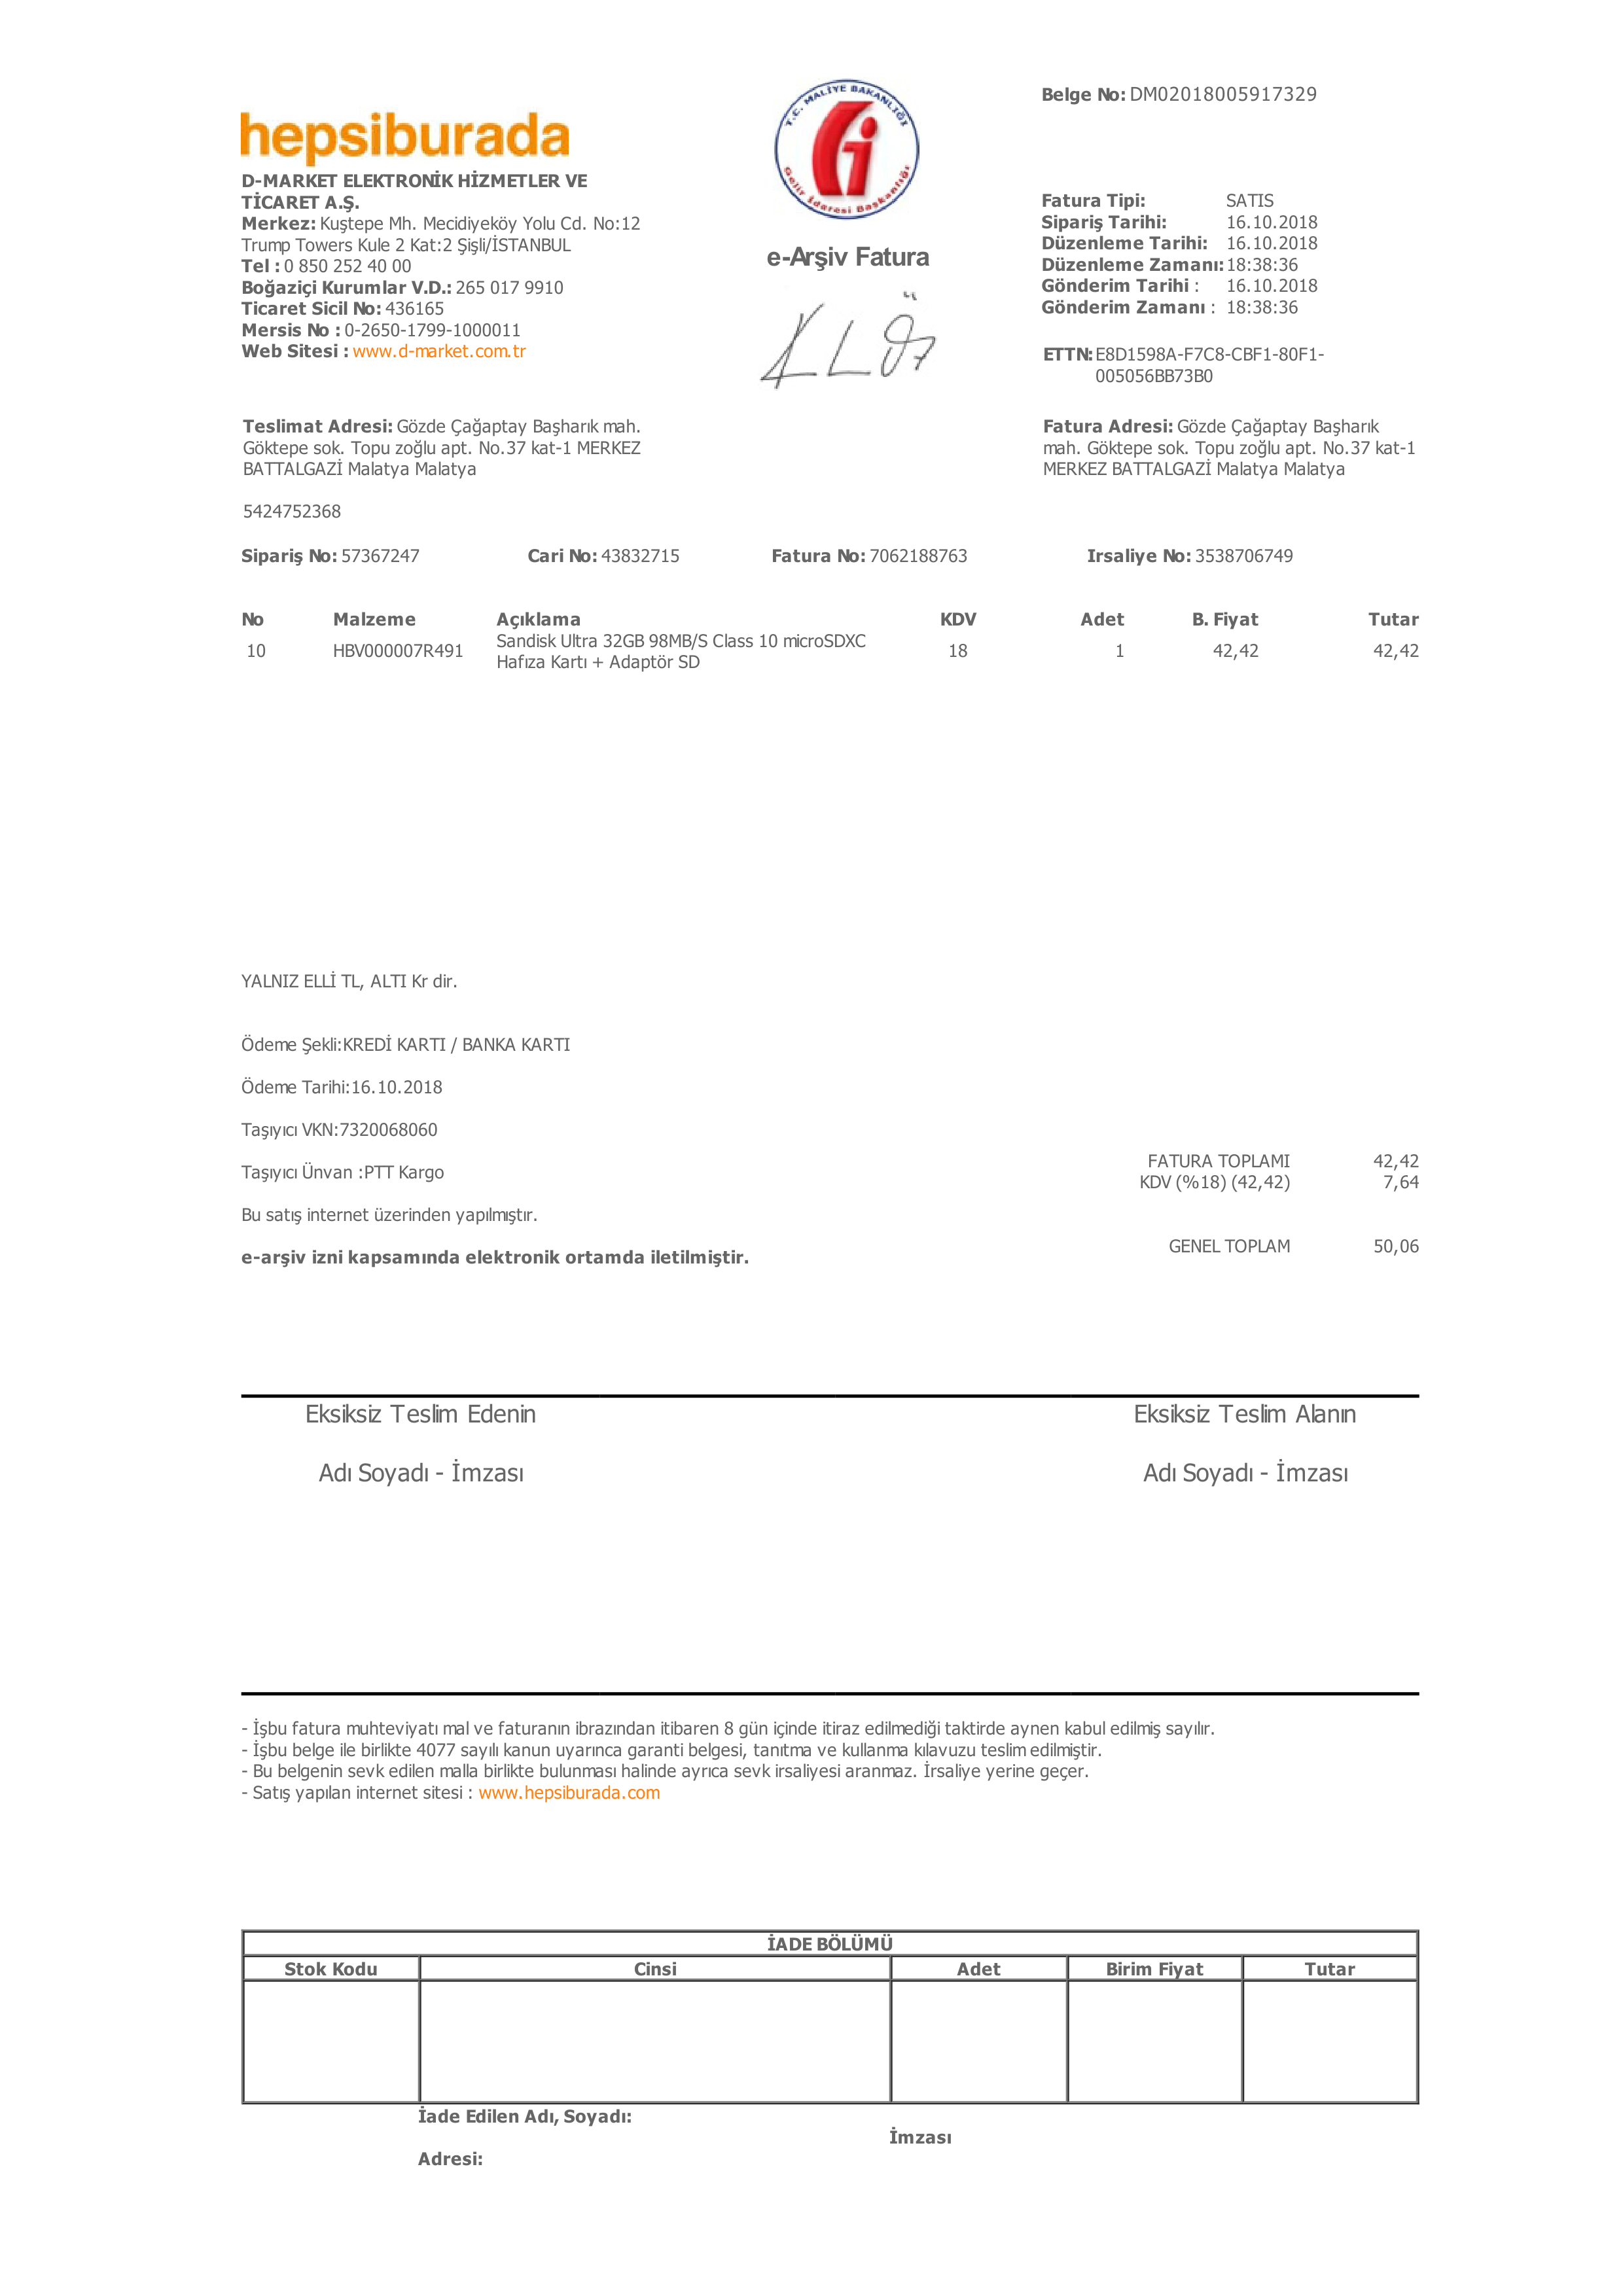 hepsiburada
D-MARKET ELEKTRONİK HİZMETLER VE
TİCARET A.Ş.
Merkez: Kuştepe Mh. Mecidiyeköy Yolu Cd. No:12
Trump Towers Kule 2 Kat:2 Şişli/İSTANBUL
Tel : 0 850 252 40 00
Boğaziçi Kurumlar V.D.: 265 017 9910
Ticaret Sicil No: 436165
Mersis No : 0-2650-1799-1000011
Web Sitesi : www.d-market.com.tr
T.C. MALİYE BAKANLIĞI
Gelir İdaresi Başkanlığı
e-Arşiv Fatura
Belge No: DM02018005917329
Fatura Tipi: SATIS
Sipariş Tarihi: 16.10.2018
Düzenleme Tarihi: 16.10.2018
Düzenleme Zamanı: 18:38:36
Gönderim Tarihi : 16.10.2018
Gönderim Zamanı : 18:38:36
ETTN: E8D1598A-F7C8-CBF1-80F1-
005056BB73B0
Teslimat Adresi: Gözde Çağaptay Başharık mah.
Göktepe sok. Topu zoğlu apt. No.37 kat-1 MERKEZ
BATTALGAZİ Malatya Malatya
5424752368
Fatura Adresi: Gözde Çağaptay Başharık
mah. Göktepe sok. Topu zoğlu apt. No.37 kat-1
MERKEZ BATTALGAZİ Malatya Malatya
Sipariş No: 57367247 Cari No: 43832715 Fatura No: 7062188763 Irsaliye No: 3538706749
No Malzeme Açıklama KDV Adet B. Fiyat Tutar
10 HBV000007R491 Sandisk Ultra 32GB 98MB/S Class 10 microSDXC 18 1 42,42 42,42
Hafıza Kartı + Adaptör SD
YALNIZ ELLİ TL, ALTI Kr dir.
Ödeme Şekli:KREDİ KARTI / BANKA KARTI
Ödeme Tarihi:16.10.2018
Taşıyıcı VKN:7320068060
Taşıyıcı Ünvan :PTT Kargo
Bu satış internet üzerinden yapılmıştır.
e-arşiv izni kapsamında elektronik ortamda iletilmiştir.
FATURA TOPLAMI 42,42
KDV (%18) (42,42) 7,64
GENEL TOPLAM 50,06
Eksiksiz Teslim Edenin Eksiksiz Teslim Alanın
Adı Soyadı - İmzası Adı Soyadı - İmzası
- İşbu fatura muhteviyatı mal ve faturanın ibrazından itibaren 8 gün içinde itiraz edilmediği taktirde aynen kabul edilmiş sayılır.
- İşbu belge ile birlikte 4077 sayılı kanun uyarınca garanti belgesi, tanıtma ve kullanma kılavuzu teslim edilmiştir.
- Bu belgenin sevk edilen malla birlikte bulunması halinde ayrıca sevk irsaliyesi aranmaz. İrsaliye yerine geçer.
- Satış yapılan internet sitesi : www.hepsiburada.com
İADE BÖLÜMÜ
Stok Kodu Cinsi Adet Birim Fiyat Tutar
İade Edilen Adı, Soyadı:
İmzası
Adresi: